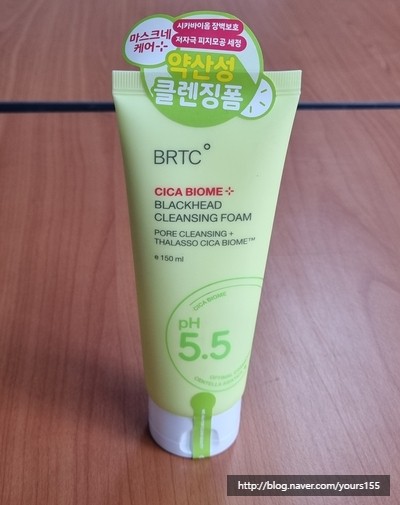 마스크네
케어
시카바이옴 장벽보호
저자극 피지모공 세정
약산성
클렌징폼
BRTC°
CICA BIOME
BLACKHEAD
CLEANSING FOAM
PORE CLEANSING +
THALASSO CICA BIOME™
℮ 150 ml
CICA BIOME
pH
5.5
http://blog.naver.com/yours155